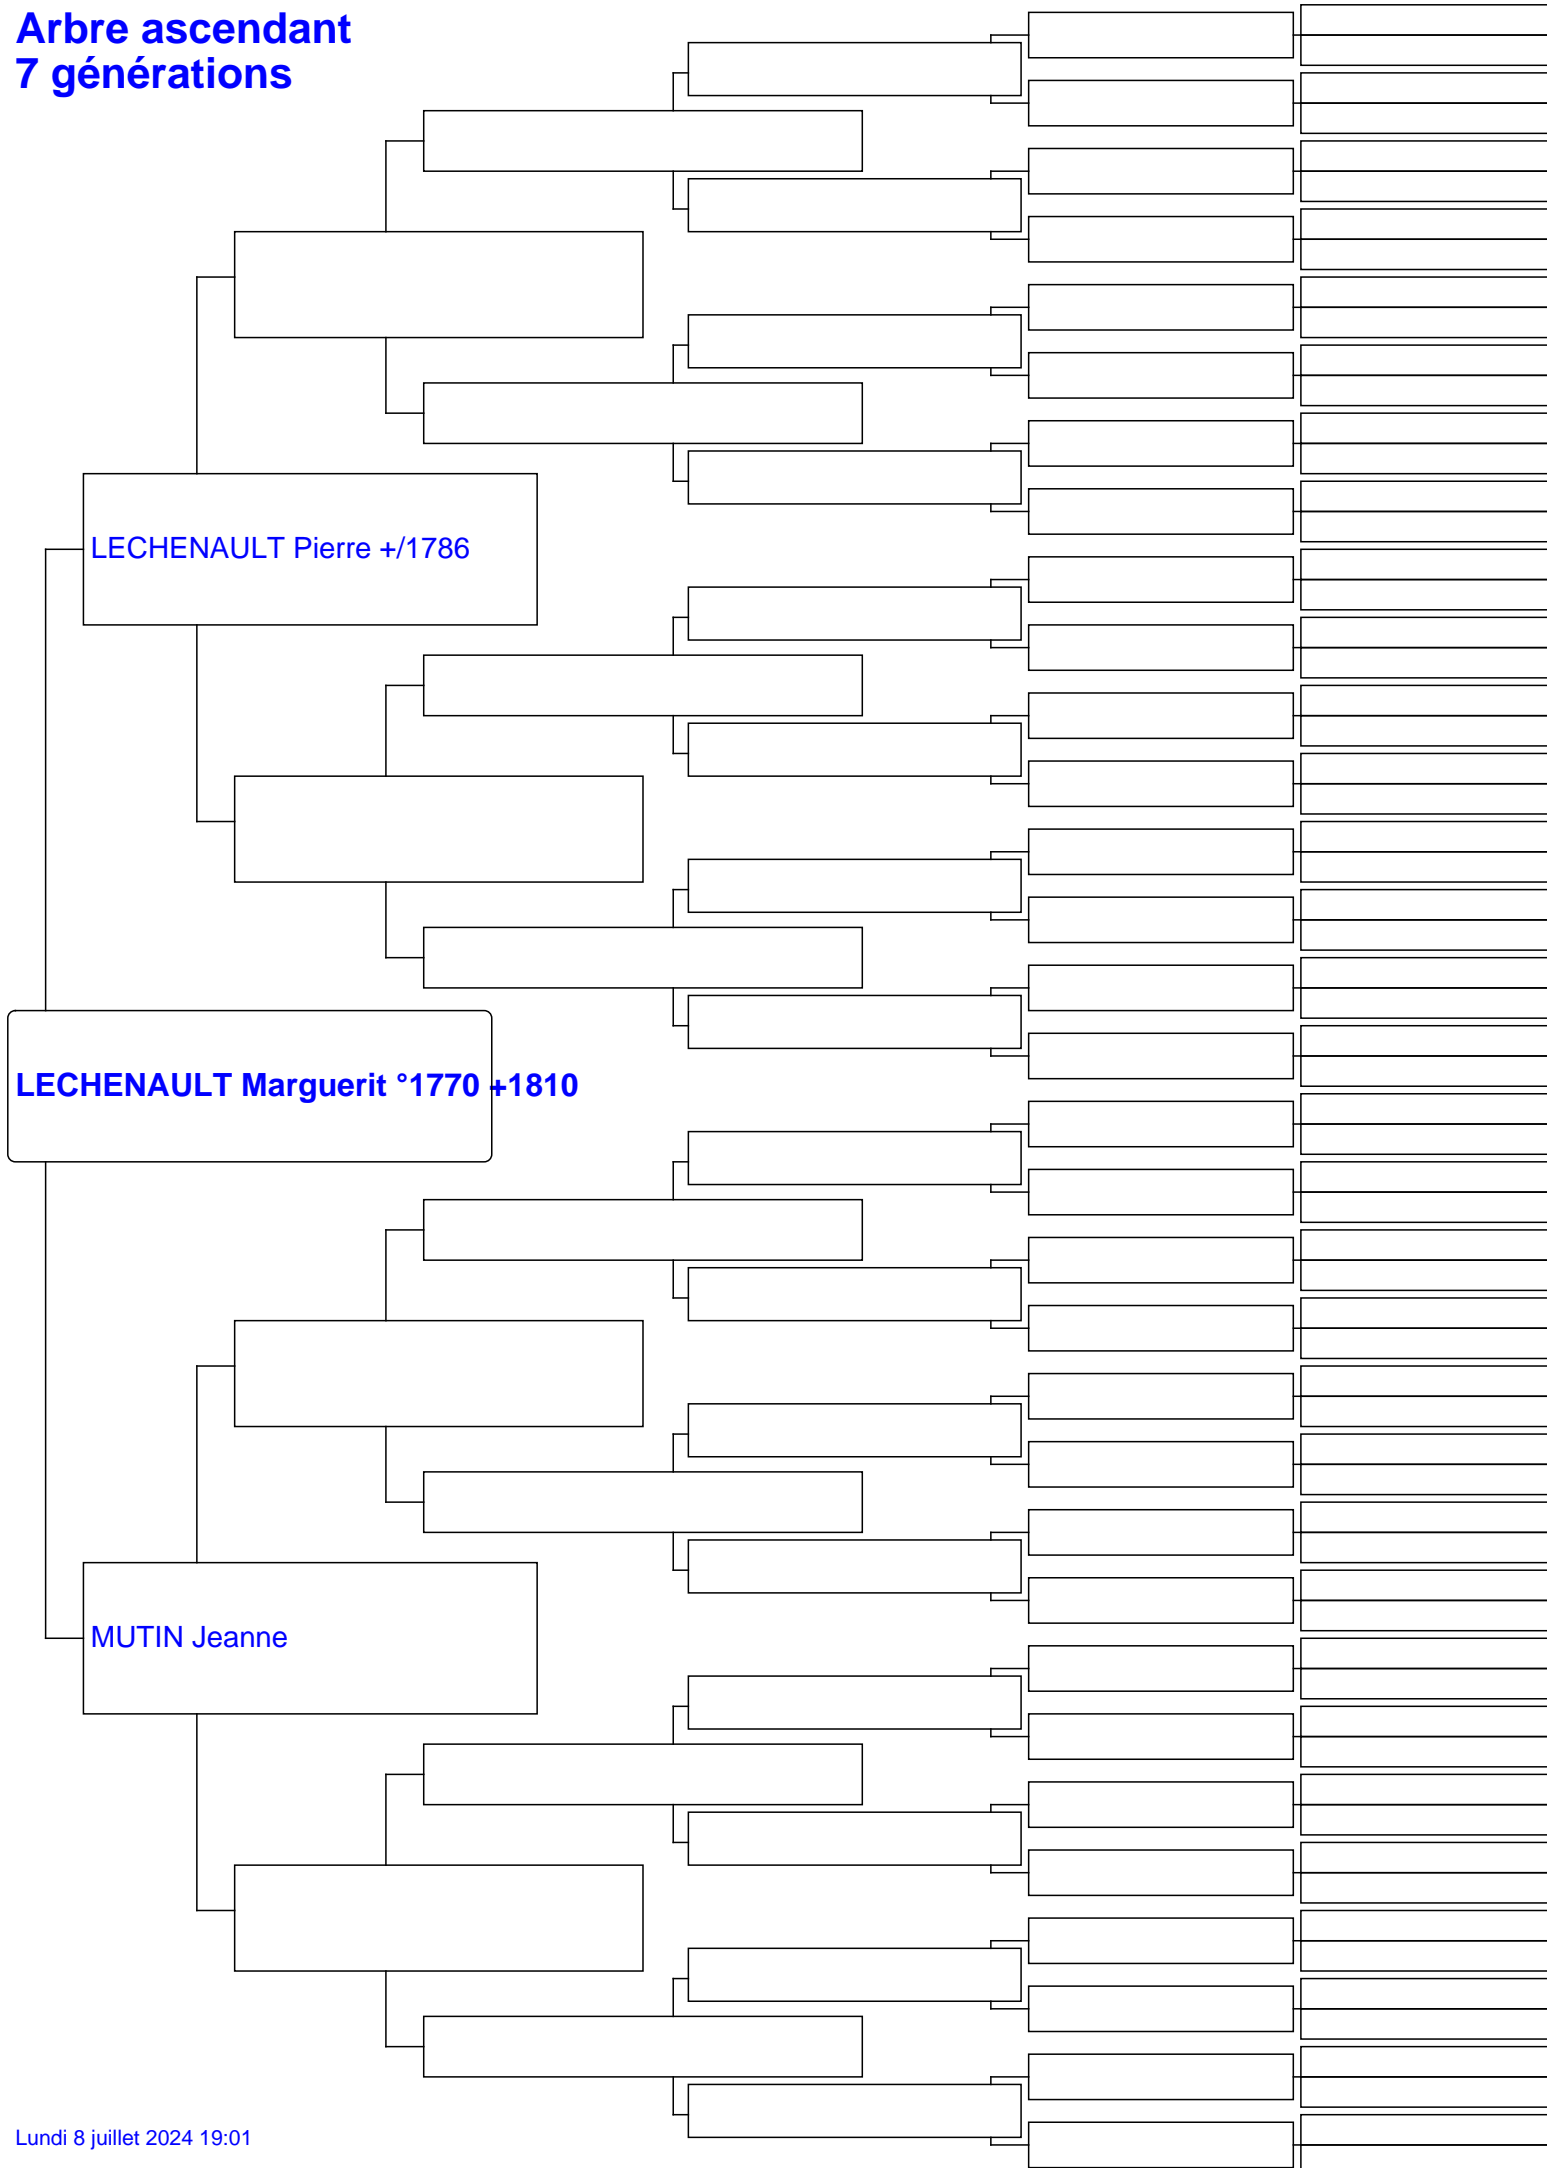 Arbre ascendant
7 générations
LECHENAULT Pierre +/1786
LECHENAULT Marguerit °1770 +1810
MUTIN Jeanne
Lundi 8 juillet 2024 19:01